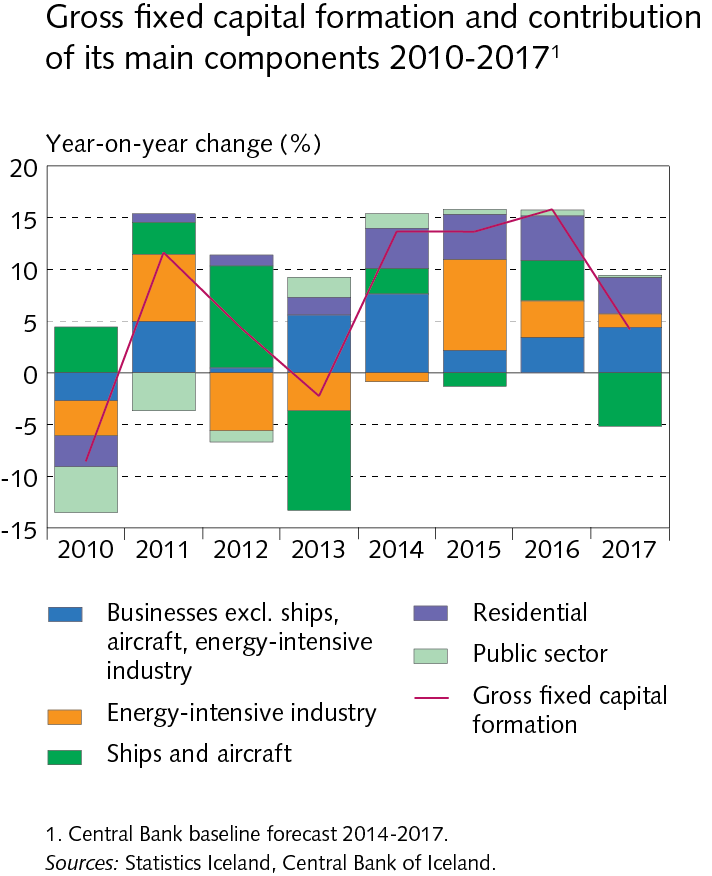 Gross fixed capital formation and contribution
of its main components 2010-2017¹
Year-on-year change (%)
20
15
10
5
0
-5
-10
-15
2010 2011 2012 2013 2014 2015 2016 2017
Businesses excl. ships,
aircraft, energy-intensive
industry
Energy-intensive industry
Ships and aircraft
Residential
Public sector
Gross fixed capital
formation
1. Central Bank baseline forecast 2014-2017.
Sources: Statistics Iceland, Central Bank of Iceland.